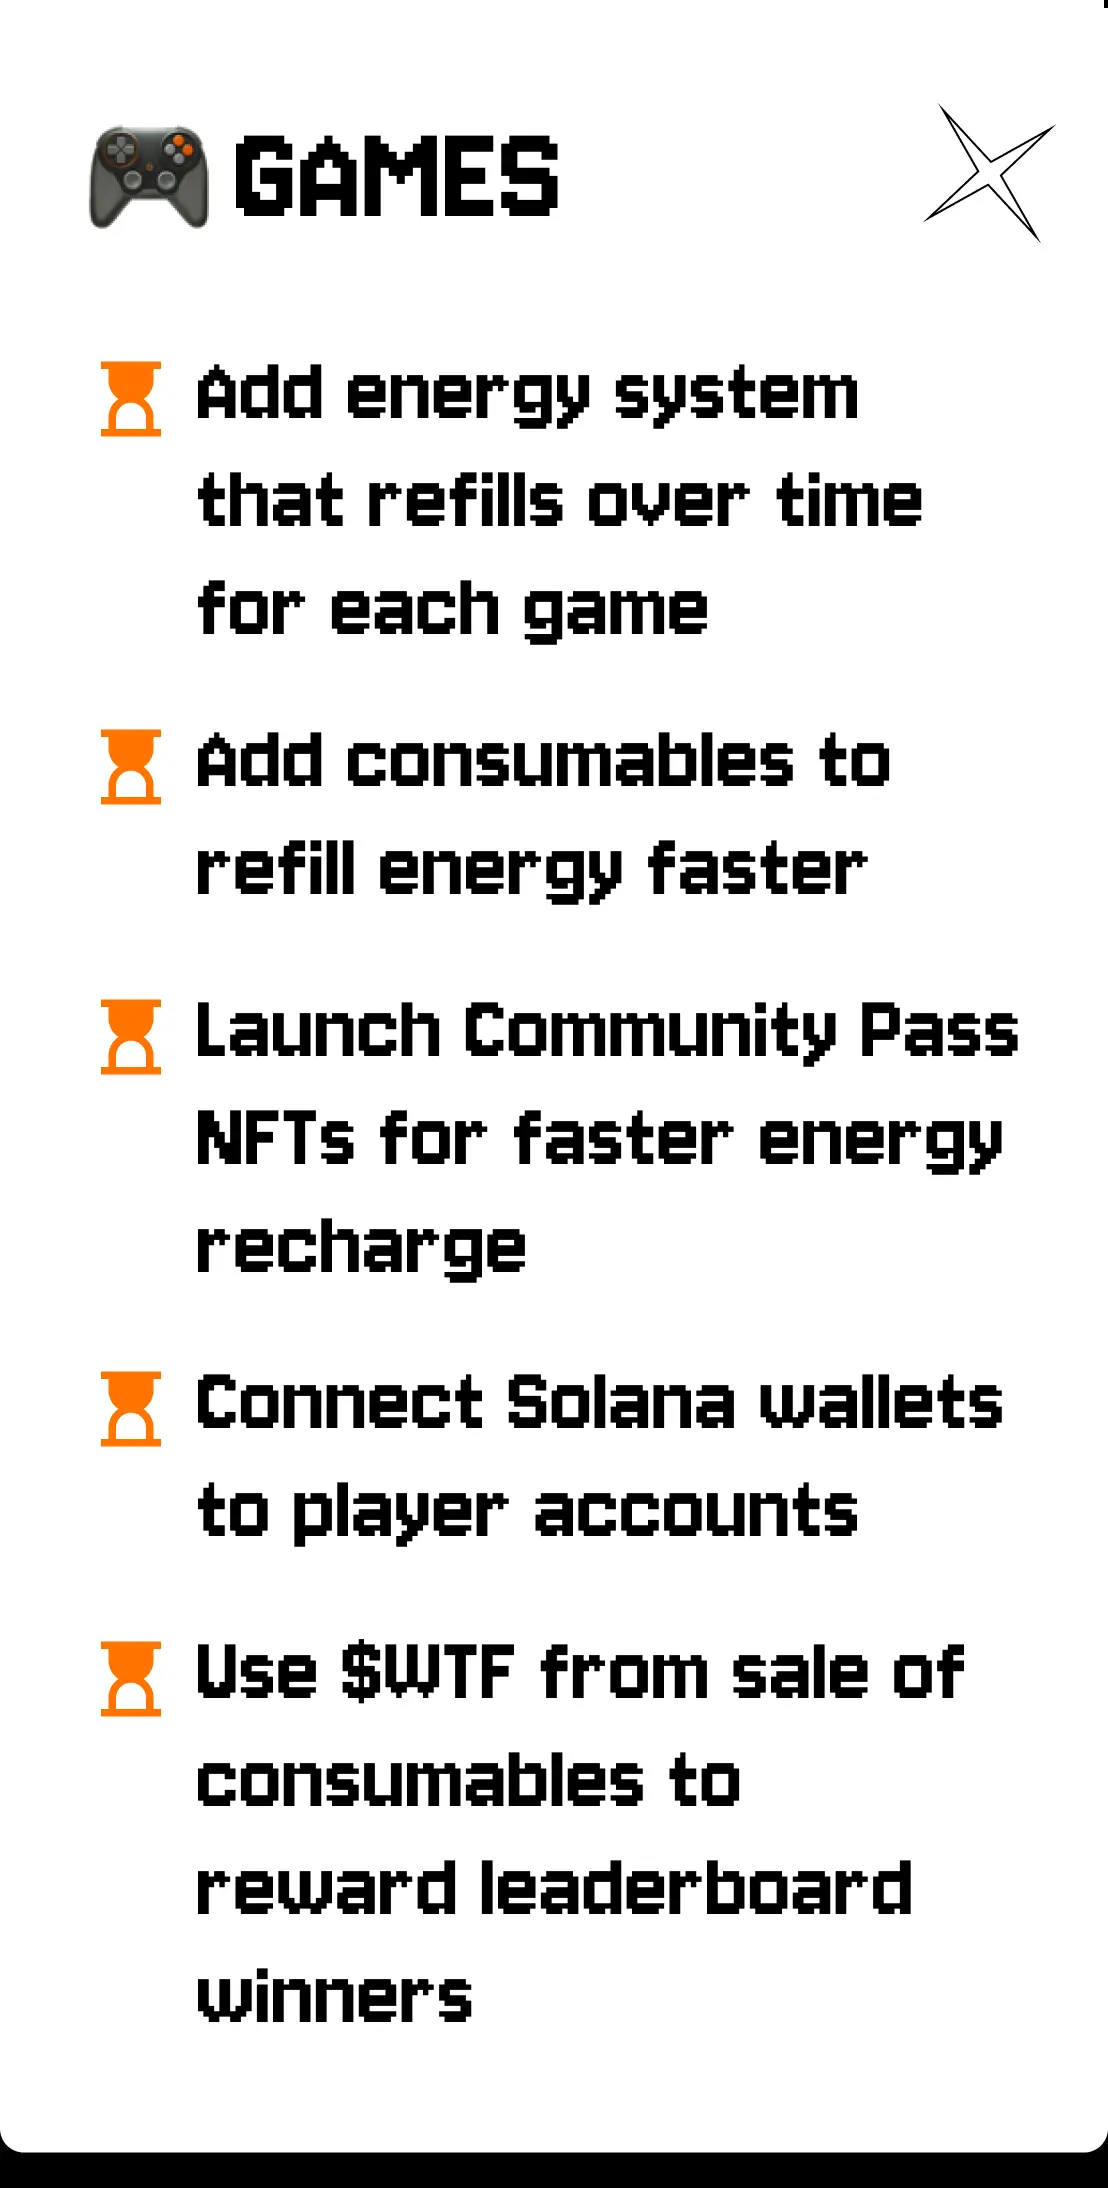 GAMES
Add energy system
that refills over time
for each game
Add consumables to
refill energy faster
Launch Community Pass
NFTs for faster energy
recharge
Connect Solana wallets
to player accounts
Use $WTF from sale of
consumables to
reward leaderboard
winners